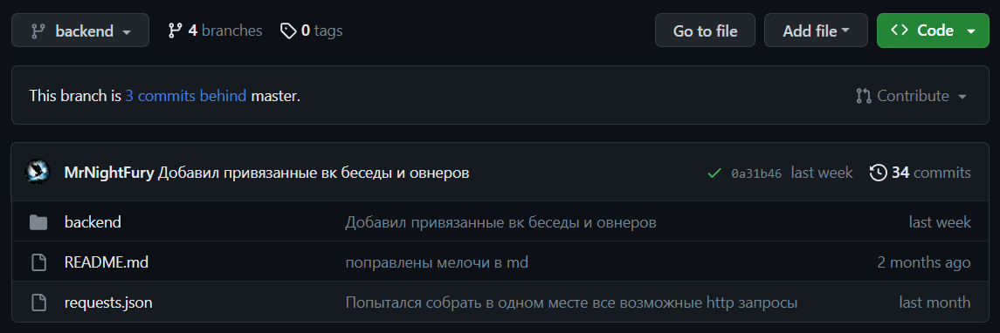 backend 4 branches 0 tags Go to file Add file Code
This branch is 3 commits behind master. Contribute
MrNightFury Добавил привязанные вк беседы и овнеров 0a31b46 last week 34 commits
backend Добавил привязанные вк беседы и овнеров last week
README.md поправлены мелочи в md 2 months ago
requests.json Попытался собрать в одном месте все возможные http запросы last month